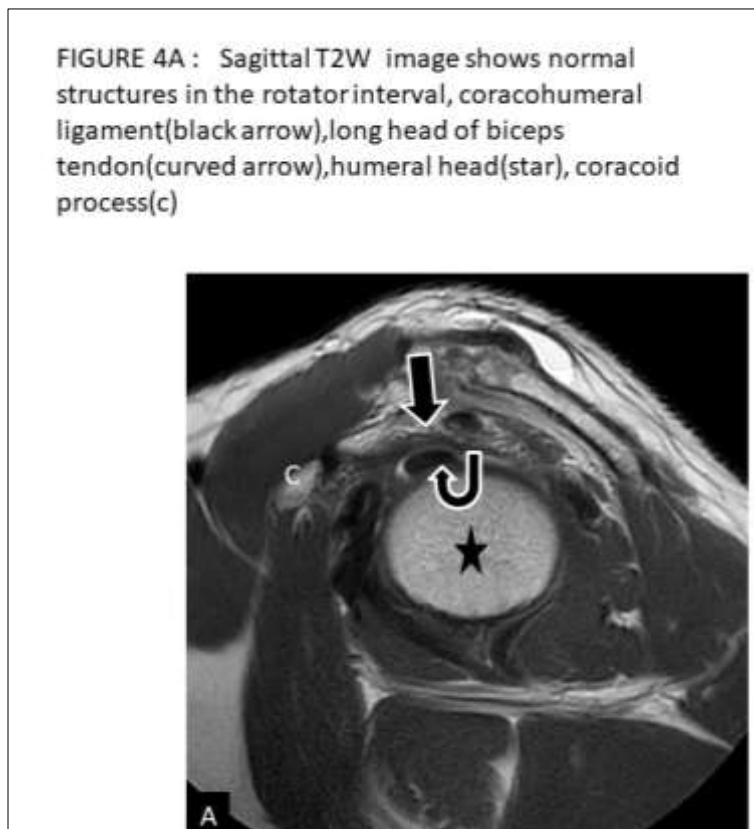 FIGURE 4A : Sagittal T2W image shows normal
structures in the rotator interval, coracohumeral
ligament(black arrow),long head of biceps
tendon(curved arrow),humeral head(star), coracoid
process(c)
C
A